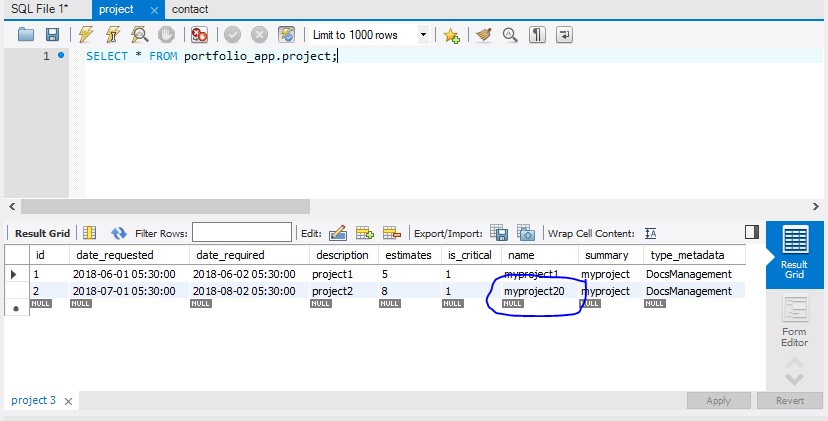 SQL File 1* project contact
Limit to 1000 rows
1 SELECT * FROM portfolio_app.project;
Result Grid Filter Rows: Edit: Export/Import: Wrap Cell Content: IA
id date_requested date_required description estimates is_critical name summary type_metadata
1 2018-06-01 05:30:00 2018-06-02 05:30:00 project1 5 1 myproject1 myproject DocsManagement
2 2018-07-01 05:30:00 2018-08-02 05:30:00 project2 8 1 myproject20 myproject DocsManagement
NULL NULL NULL NULL NULL NULL NULL NULL NULL
Result
Grid
Form
Editor
project 3 Apply Revert